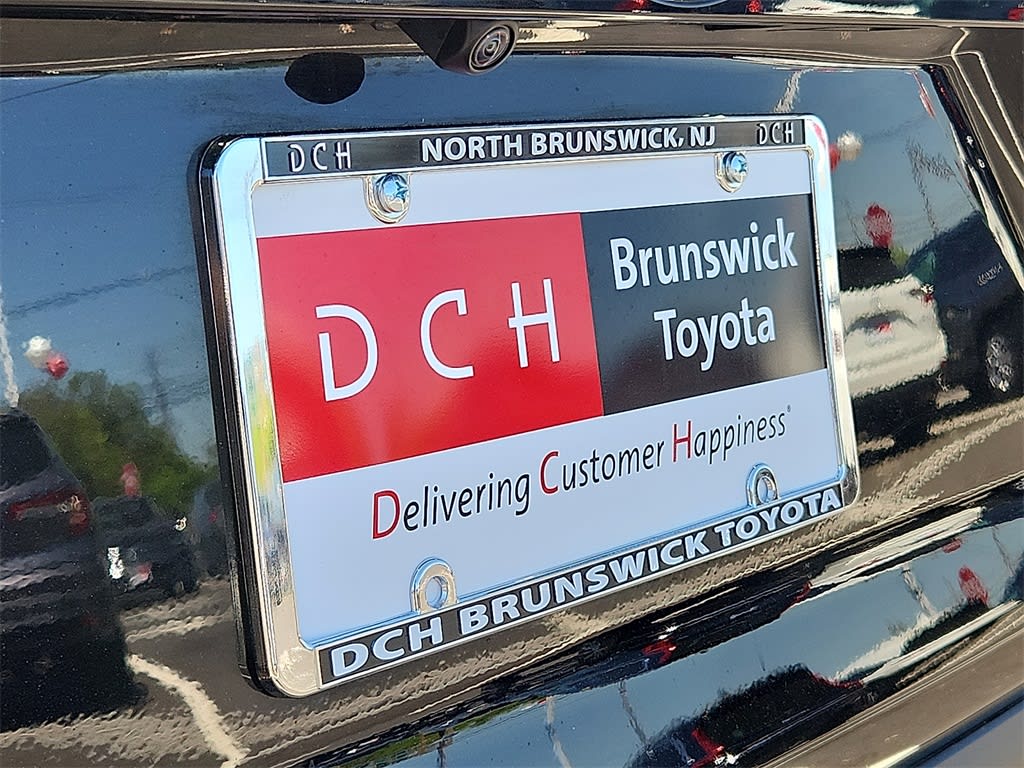 DCH NORTH BRUNSWICK, NJ DCH
DCH
Brunswick
Toyota
Delivering Customer Happiness®
DCH BRUNSWICK TOYOTA